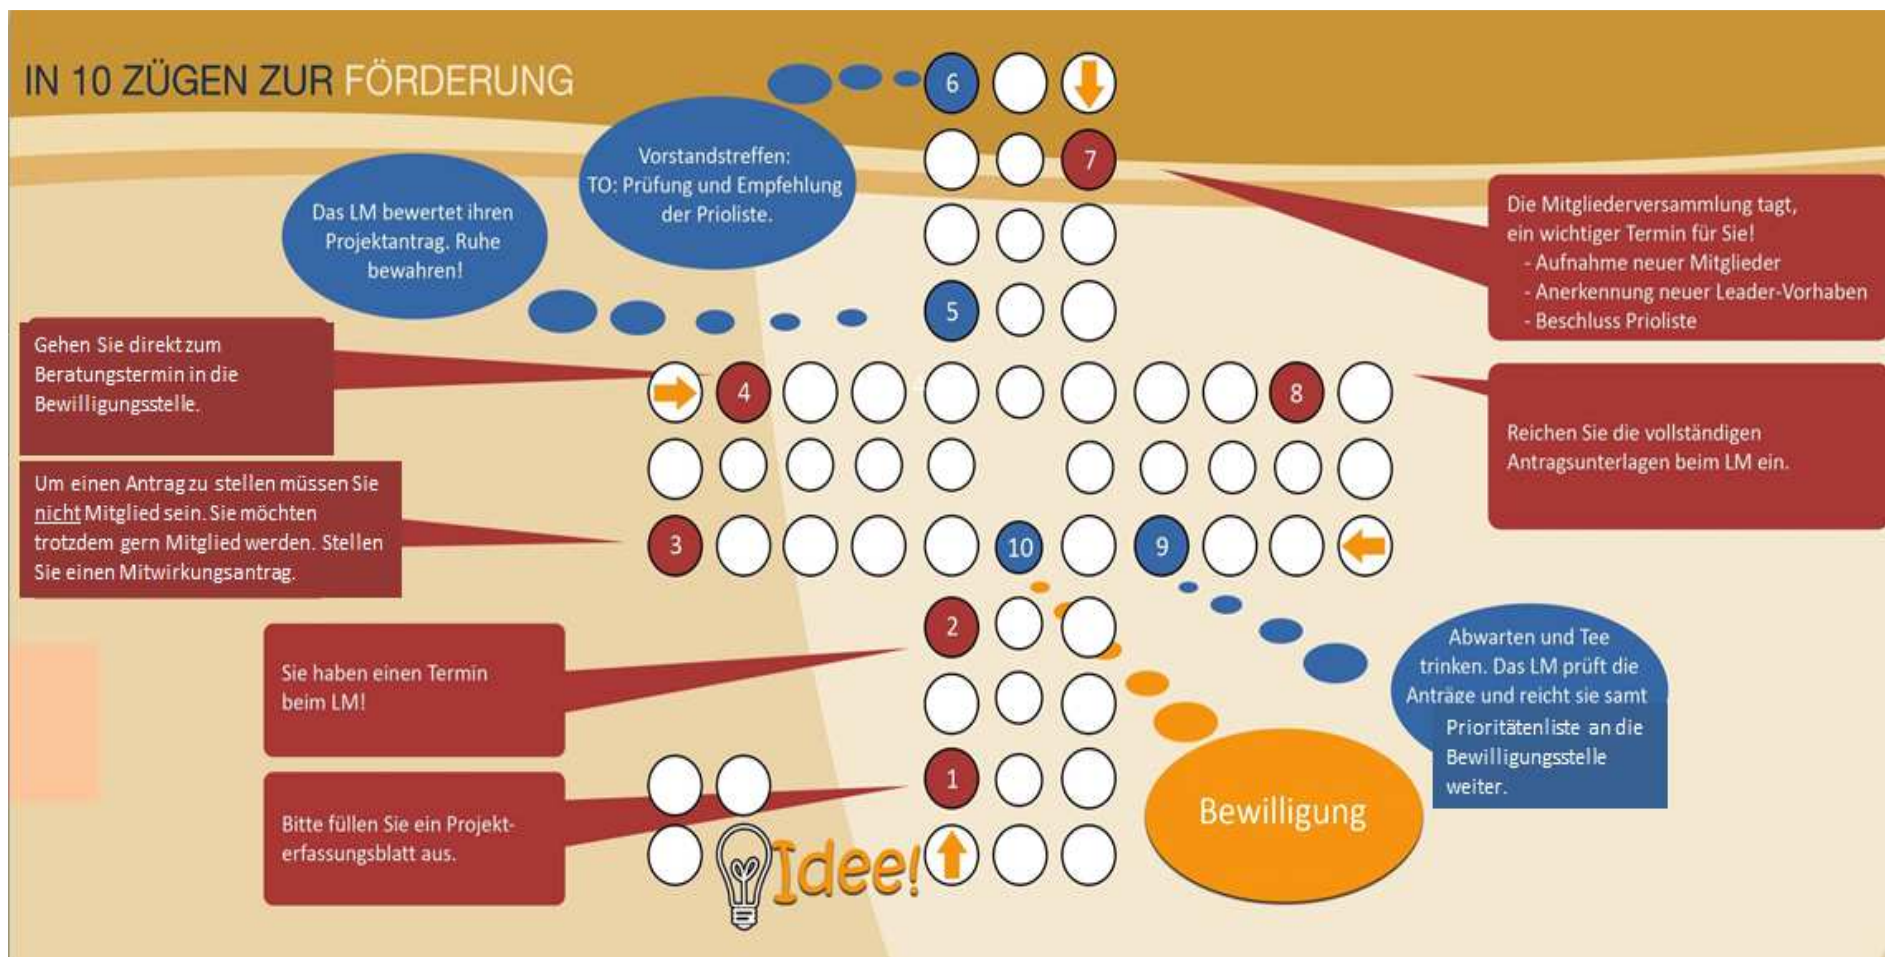 IN 10 ZÜGEN ZUR FÖRDERUNG
6
Vorstandstreffen:
TO: Prüfung und Empfehlung
der Prioliste.
7
Das LM bewertet ihren
Projektantrag. Ruhe
bewahren!
Die Mitgliederversammlung tagt,
ein wichtiger Termin für Sie!
- Aufnahme neuer Mitglieder
- Anerkennung neuer Leader-Vorhaben
- Beschluss Prioliste
5
Gehen Sie direkt zum
Beratungstermin in die
Bewilligungsstelle.
4
8
Reichen Sie die vollständigen
Antragsunterlagen beim LM ein.
Um einen Antrag zu stellen müssen Sie
nicht Mitglied sein. Sie möchten
trotzdem gern Mitglied werden. Stellen
Sie einen Mitwirkungsantrag.
3
10
9
2
Sie haben einen Termin
beim LM!
Abwarten und Tee
trinken. Das LM prüft die
Anträge und reicht sie samt
Prioritätenliste an die
Bewilligungsstelle
weiter.
1
Bitte füllen Sie ein Projekt-
erfassungsblatt aus.
Idee!
Bewilligung